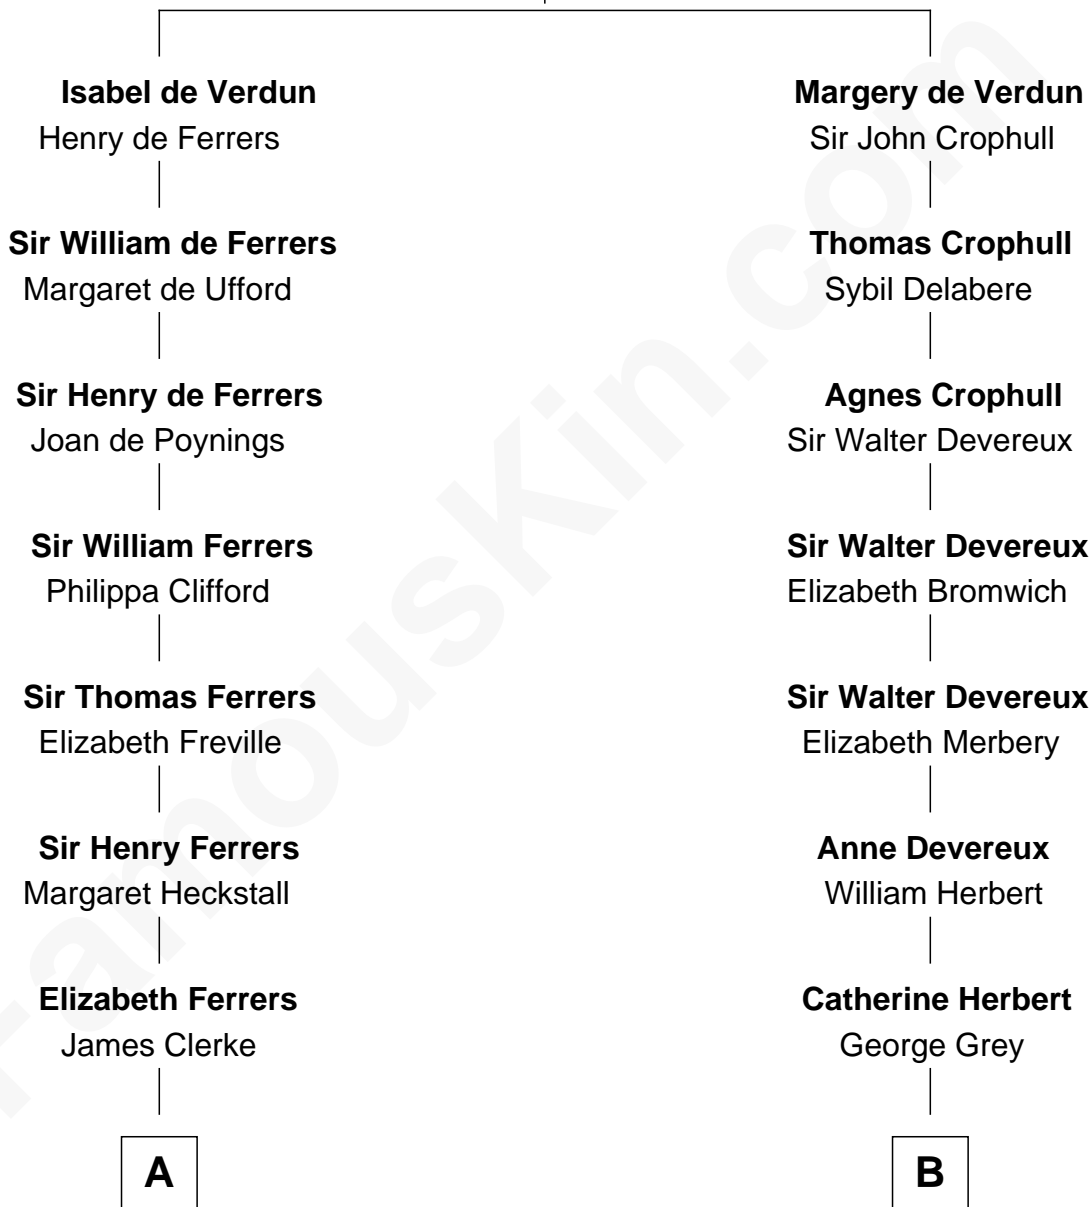 Isabel de Verdun
Henry de Ferrers
Sir William de Ferrers
Margaret de Ufford
Sir Henry de Ferrers
Joan de Poynings
Sir William Ferrers
Philippa Clifford
Sir Thomas Ferrers
Elizabeth Freville
Sir Henry Ferrers
Margaret Heckstall
Elizabeth Ferrers
James Clerke
A
Margery de Verdun
Sir John Crophull
Thomas Crophull
Sybil Delabere
Agnes Crophull
Sir Walter Devereux
Sir Walter Devereux
Elizabeth Bromwich
Sir Walter Devereux
Elizabeth Merbery
Anne Devereux
William Herbert
Catherine Herbert
George Grey
B
FamousKin.com